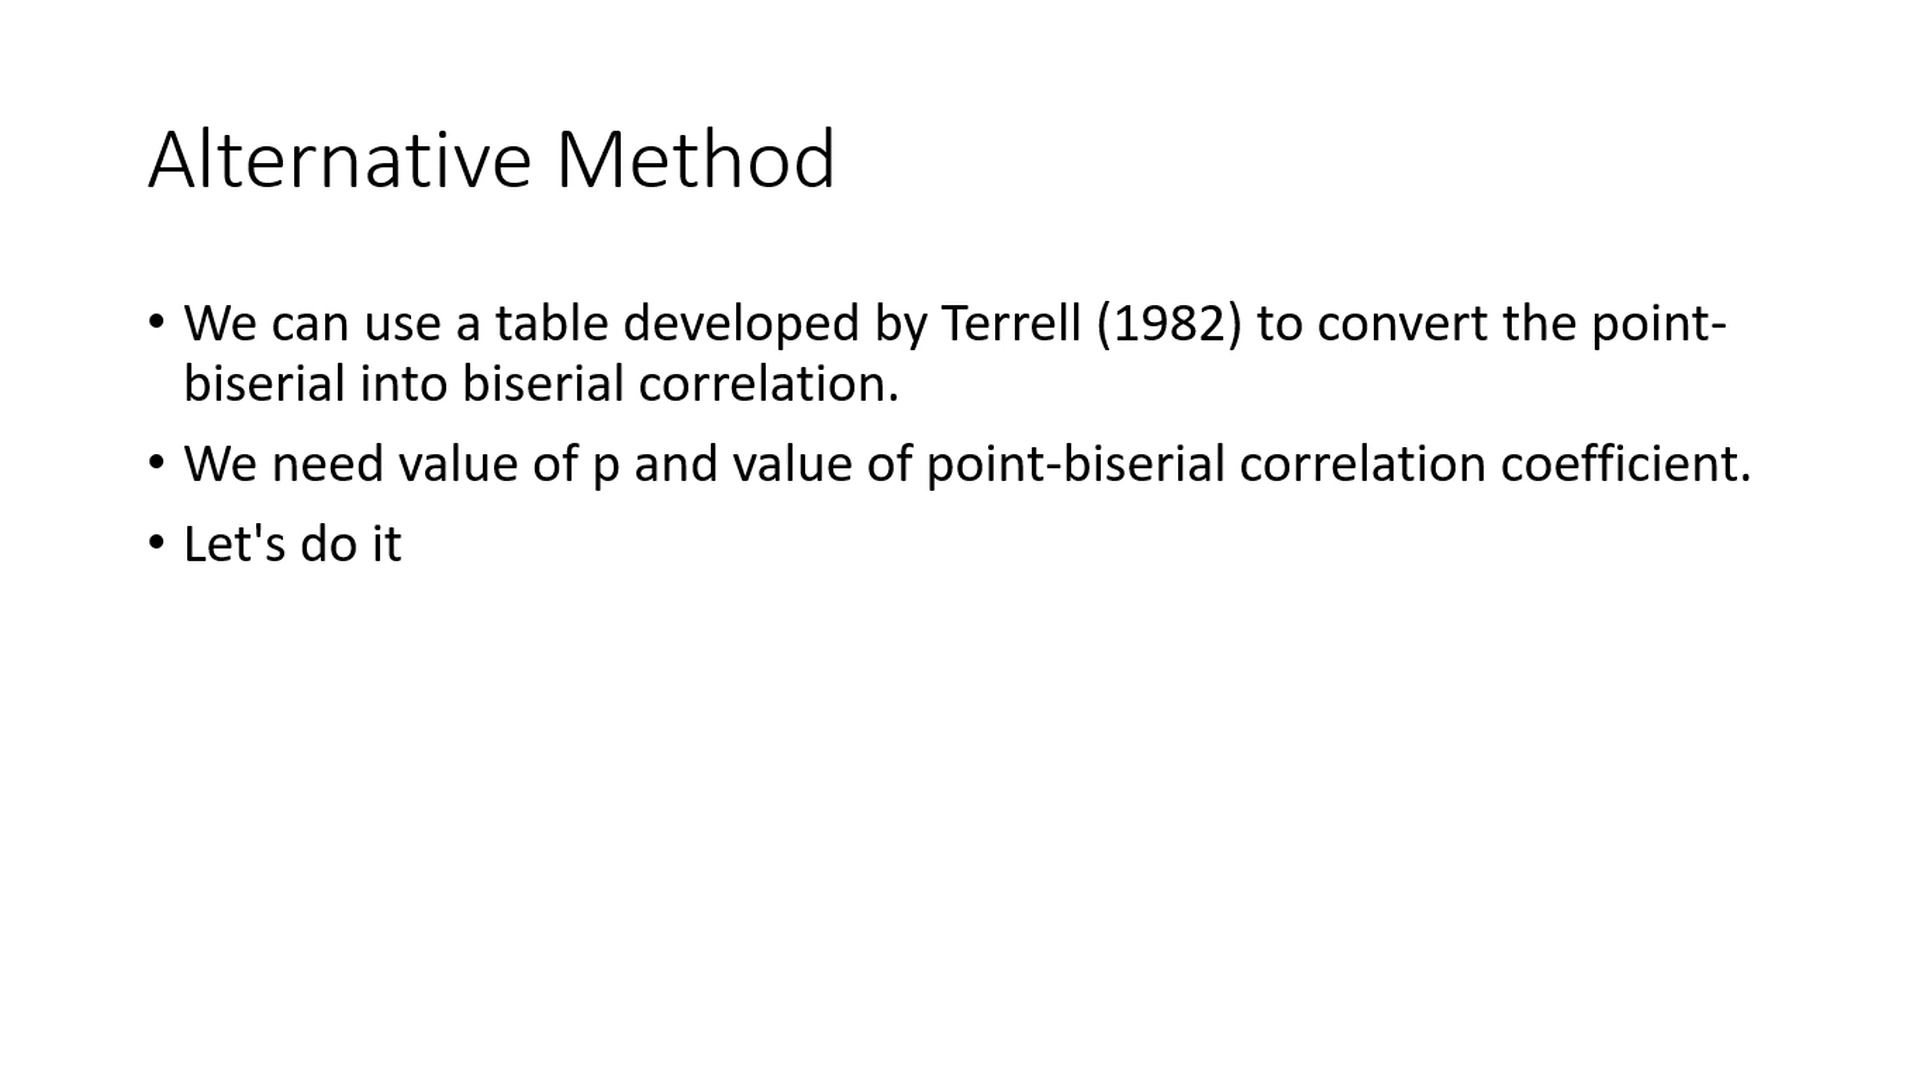 Alternative Method
• We can use a table developed by Terrell (1982) to convert the point-
biserial into biserial correlation.
• We need value of p and value of point-biserial correlation coefficient.
• Let's do it